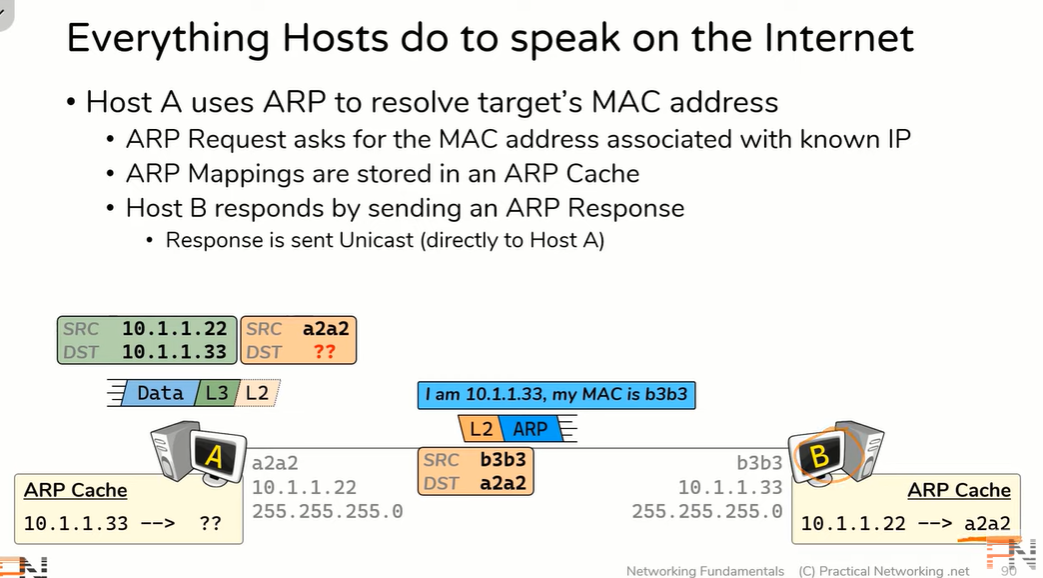 Everything Hosts do to speak on the Internet
• Host A uses ARP to resolve target's MAC address
• ARP Request asks for the MAC address associated with known IP
• ARP Mappings are stored in an ARP Cache
• Host B responds by sending an ARP Response
• Response is sent Unicast (directly to Host A)
SRC 10.1.1.22 SRC a2a2
DST 10.1.1.33 DST ??
Data L3 L2
I am 10.1.1.33, my MAC is b3b3
L2 ARP
A
B
SRC b3b3
DST a2a2
a2a2
10.1.1.22
255.255.255.0
b3b3
10.1.1.33
255.255.255.0
ARP Cache
10.1.1.33 --> ??
ARP Cache
10.1.1.22 --> a2a2
PN
PN
Networking Fundamentals (C) Practical Networking .net 90